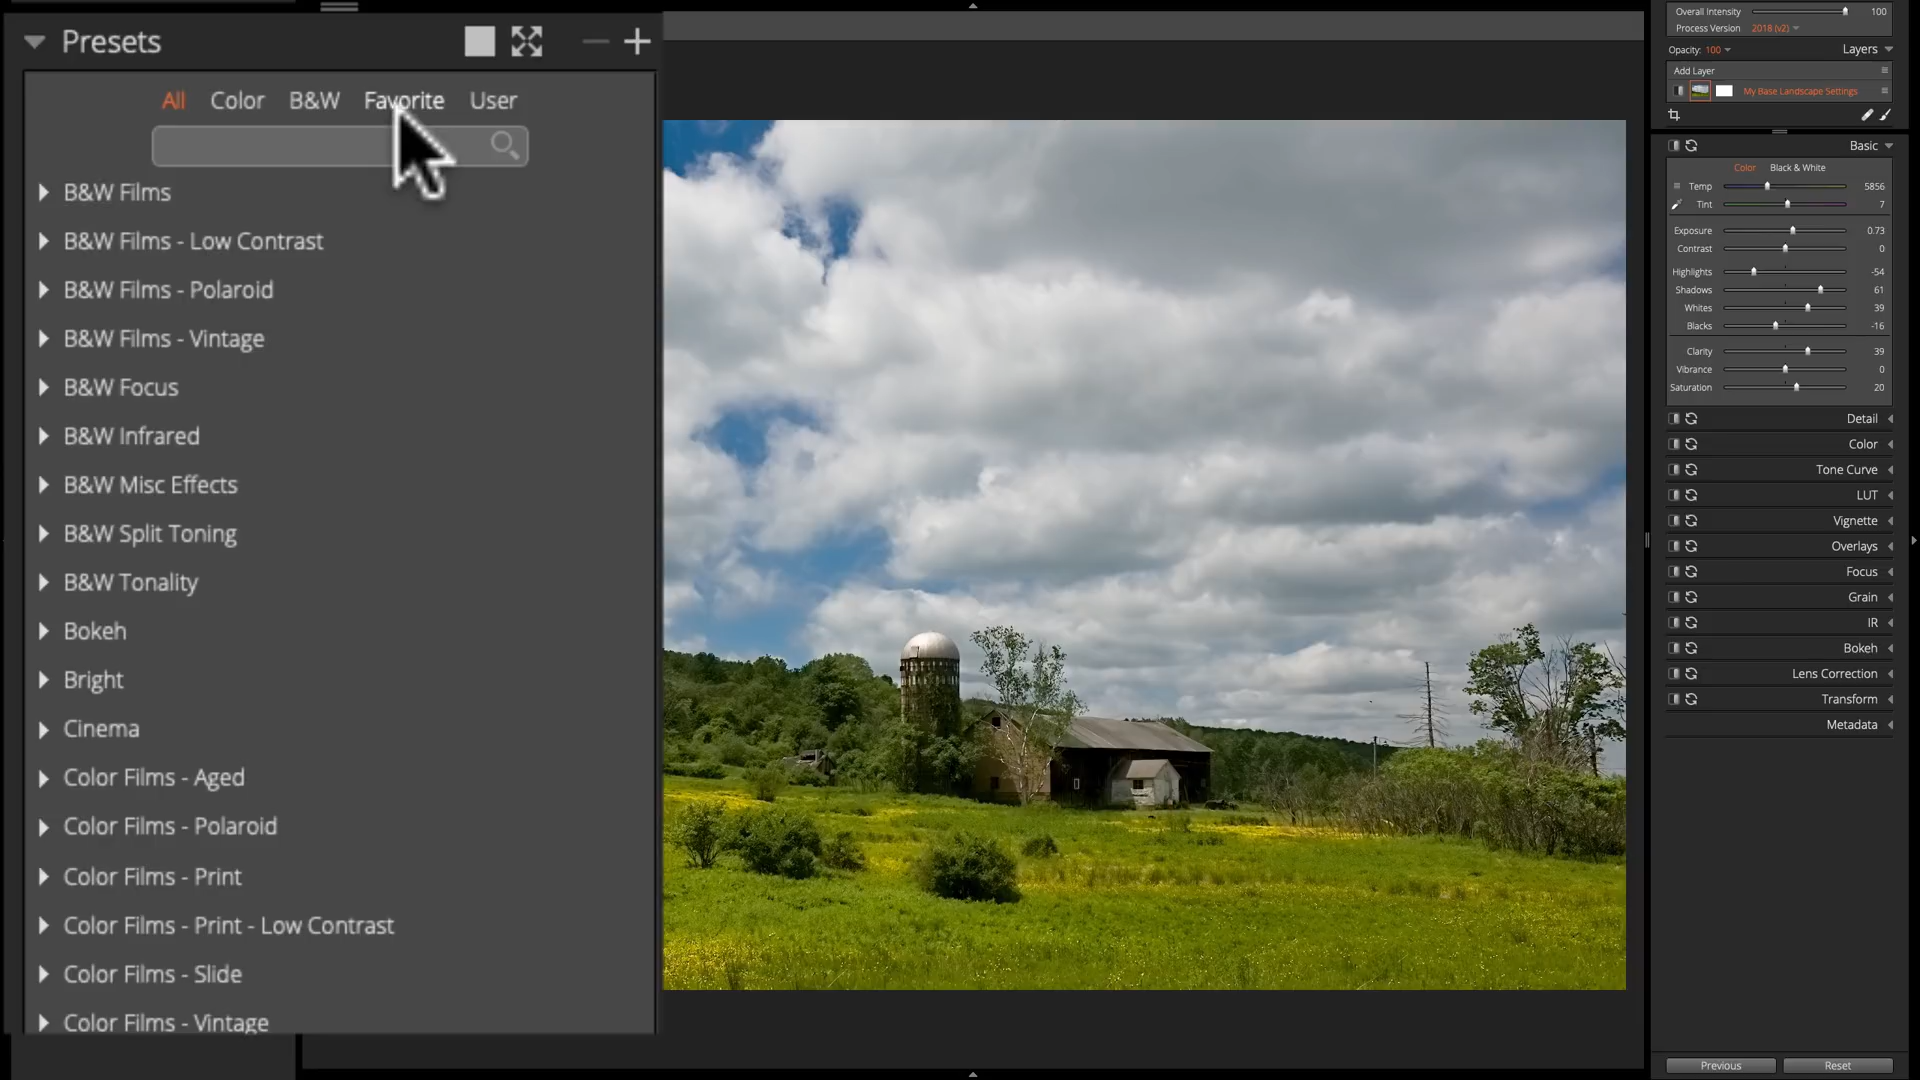 Presets
All Color B&W Favorite User
B&W Films
B&W Films - Low Contrast
B&W Films - Polaroid
B&W Films - Vintage
B&W Focus
B&W Infrared
B&W Misc Effects
B&W Split Toning
B&W Tonality
Bokeh
Bright
Cinema
Color Films - Aged
Color Films - Polaroid
Color Films - Print
Color Films - Print - Low Contrast
Color Films - Slide
Color Films - Vintage
Overall Intensity 100
Process Version 2018 (v2)
Opacity: 100 Layers
Add Layer
My Base Landscape Settings
Basic
Color Black & White
Temp 5856
Tint 7
Exposure 0.73
Contrast 0
Highlights -54
Shadows 61
Whites 39
Blacks -16
Clarity 39
Vibrance 0
Saturation 20
Detail
Color
Tone Curve
LUT
Vignette
Overlays
Focus
Grain
IR
Bokeh
Lens Correction
Transform
Metadata
Previous Reset